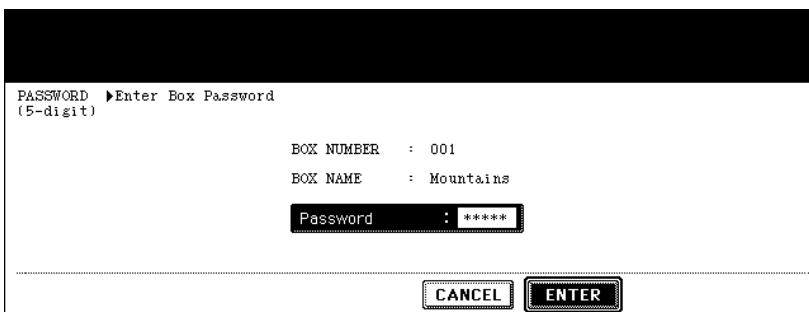 PASSWORD ▶Enter Box Password
(5-digit)
BOX NUMBER : 001
BOX NAME : Mountains
Password : *****
CANCEL ENTER